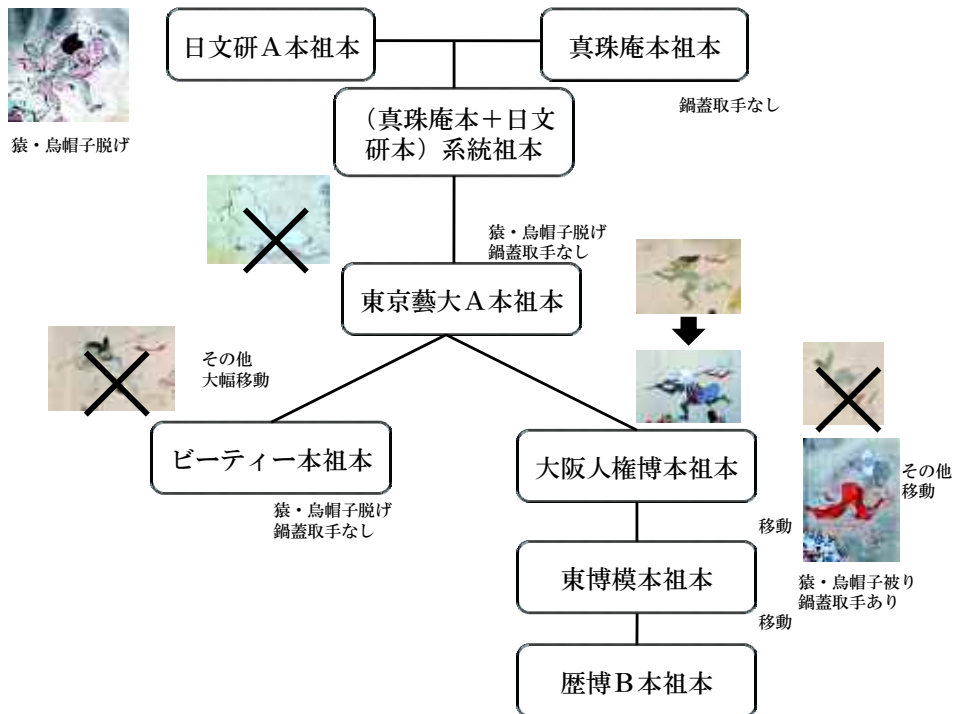 日文研Ａ本祖本
真珠庵本祖本
猿・烏帽子脱げ
鍋蓋取手なし
（真珠庵本＋日文
研本）系統祖本
猿・烏帽子脱げ
鍋蓋取手なし
東京藝大Ａ本祖本
その他
大幅移動
ビーティー本祖本
猿・烏帽子脱げ
鍋蓋取手なし
大阪人権博本祖本
その他
移動
移動
東博模本祖本
猿・烏帽子被り
鍋蓋取手あり
移動
歴博Ｂ本祖本